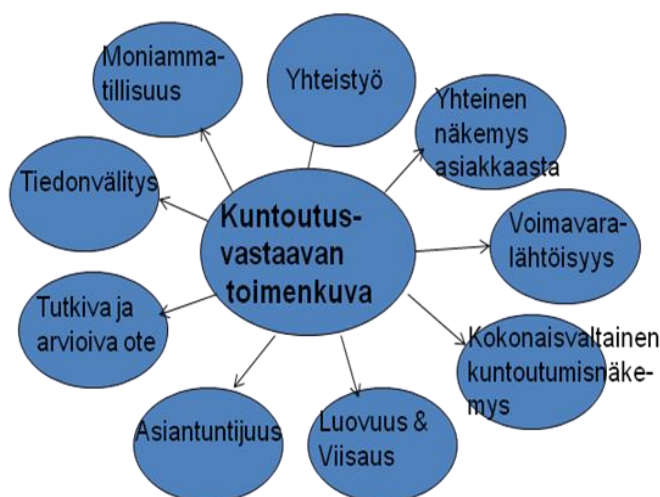 Moniamma-
tillisuus
Yhteistyö
Yhteinen
näkemys
asiakkaasta
Tiedonvälitys
Kuntoutus-
vastaavan
toimenkuva
Voimavara-
lähtöisyys
Tutkiva ja
arvioiva ote
Kokonaisvaltainen
kuntoutumisnäke-
mys
Asiantuntijuus
Luovuus &
Viisaus